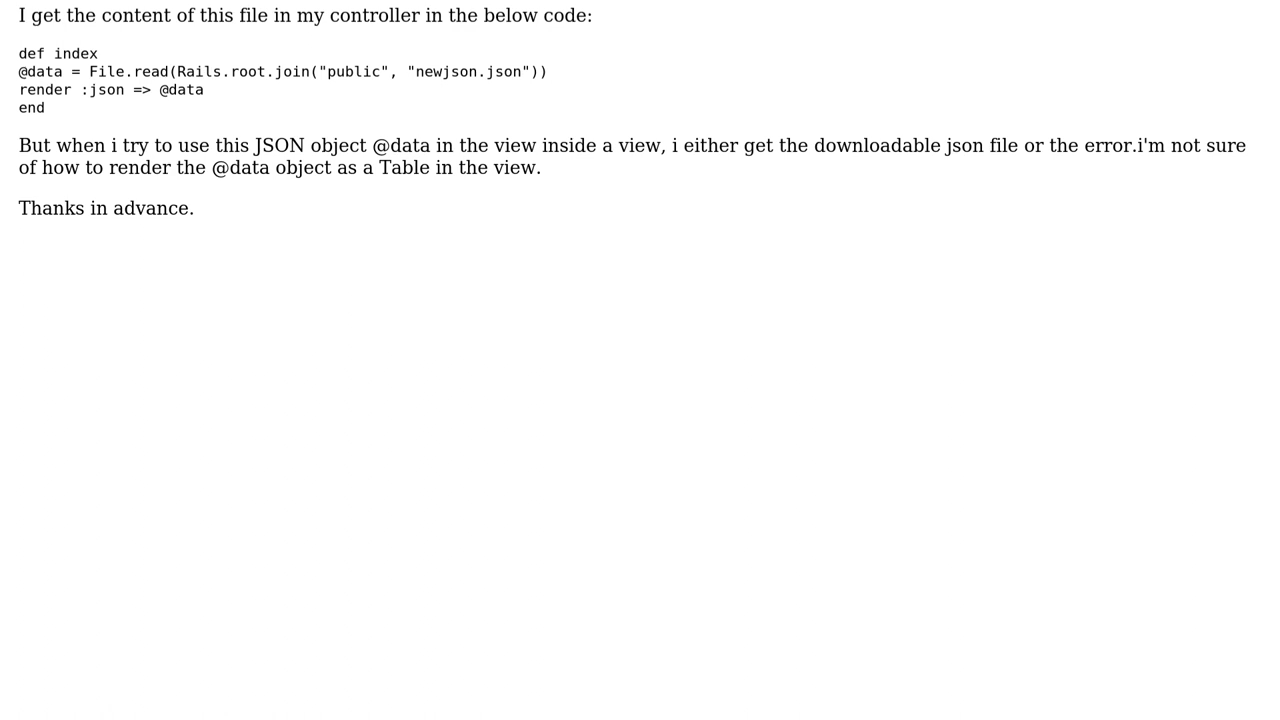 I get the content of this file in my controller in the below code:
def index
@data = File.read(Rails.root.join("public", "newjson.json"))
render :json => @data
end
But when i try to use this JSON object @data in the view inside a view, i either get the downloadable json file or the error.i'm not sure
of how to render the @data object as a Table in the view.
Thanks in advance.